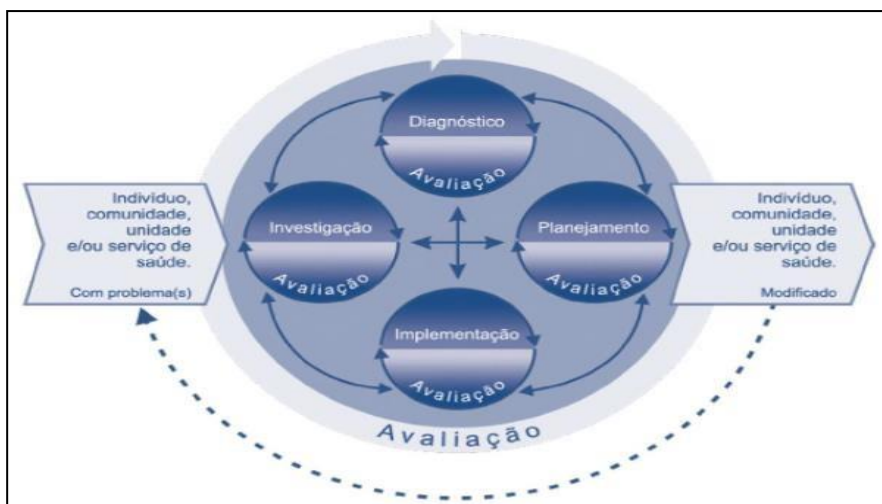 Diagnóstico
Avaliação
Indivíduo,
comunidade,
unidade
e/ou serviço de
saúde.
Com problema(s)
Investigação
Avaliação
Planejamento
Avaliação
Indivíduo,
comunidade,
unidade
e/ou serviço de
saúde.
Modificado
Implementação
Avaliação
Avaliação